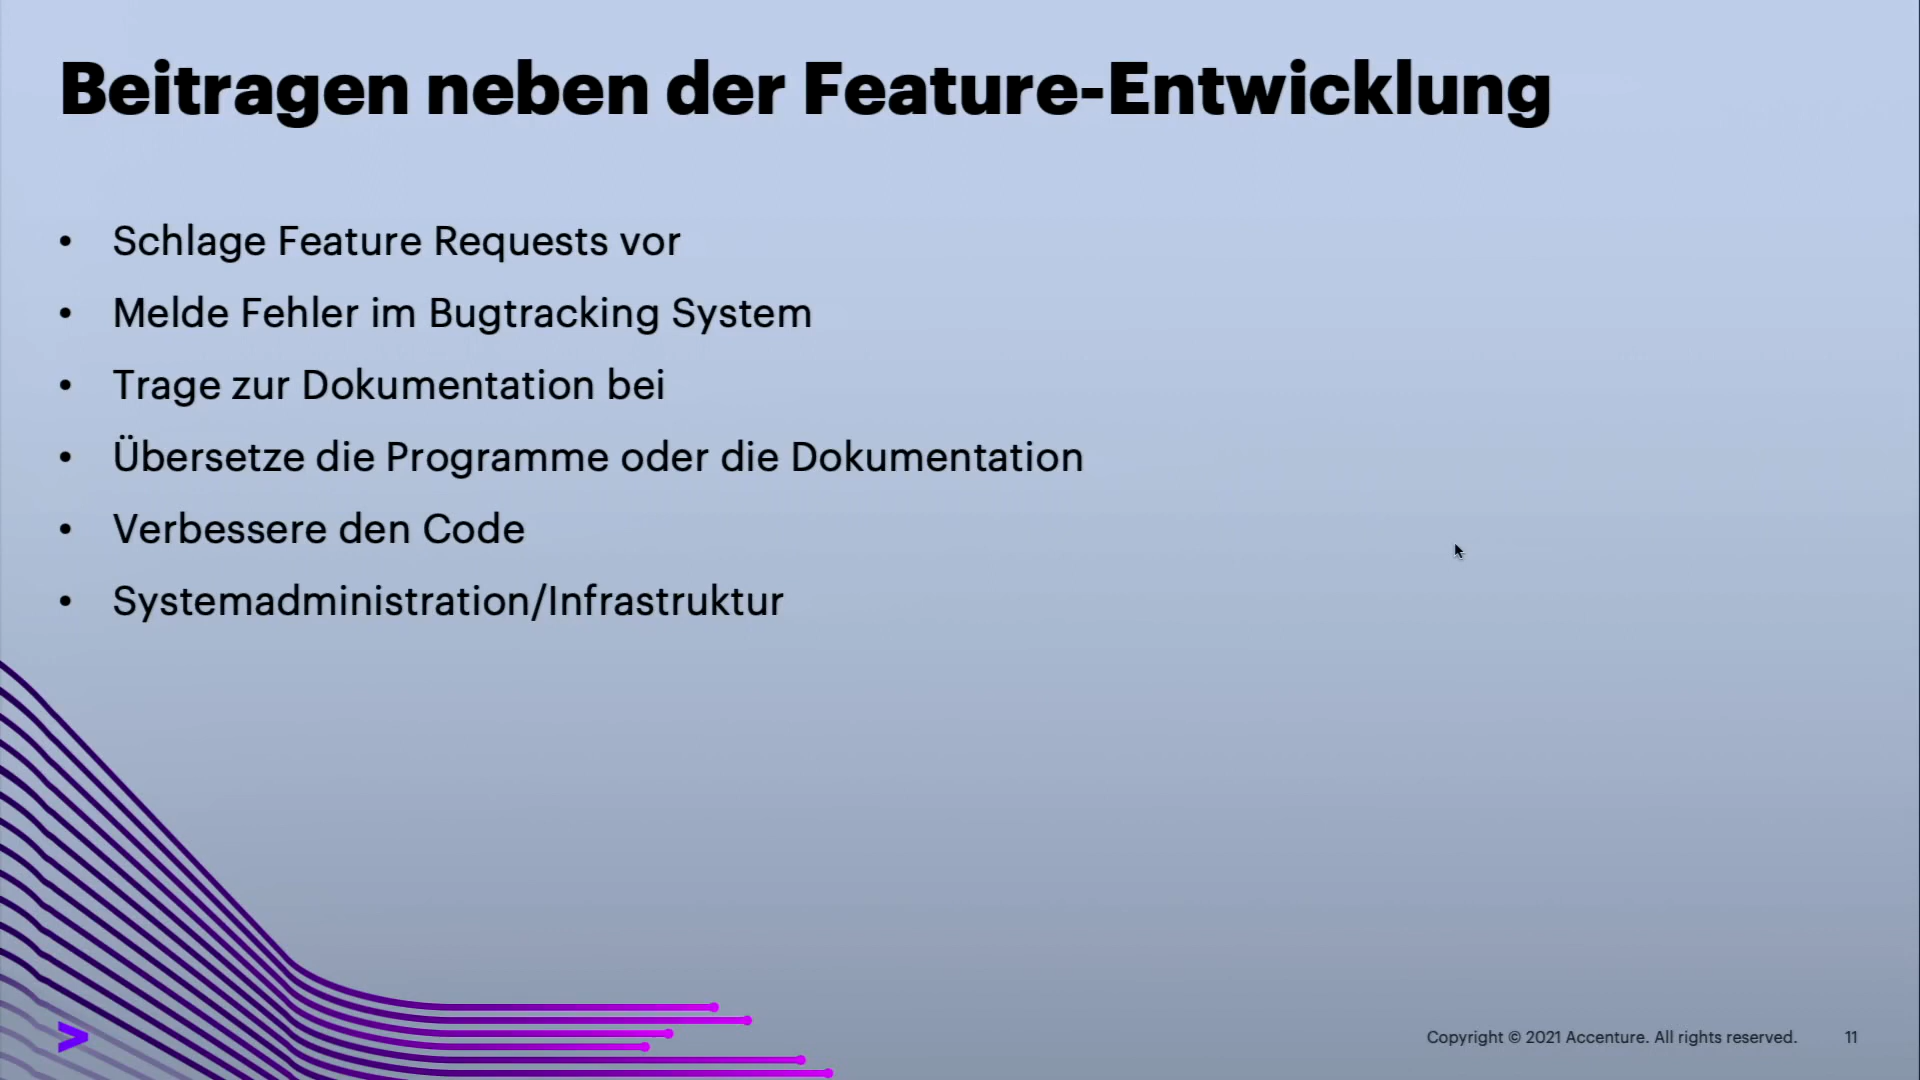 Beitragen neben der Feature-Entwicklung
• Schlage Feature Requests vor
• Melde Fehler im Bugtracking System
• Trage zur Dokumentation bei
• Übersetze die Programme oder die Dokumentation
• Verbessere den Code
• Systemadministration/Infrastruktur
Copyright © 2021 Accenture. All rights reserved. 11